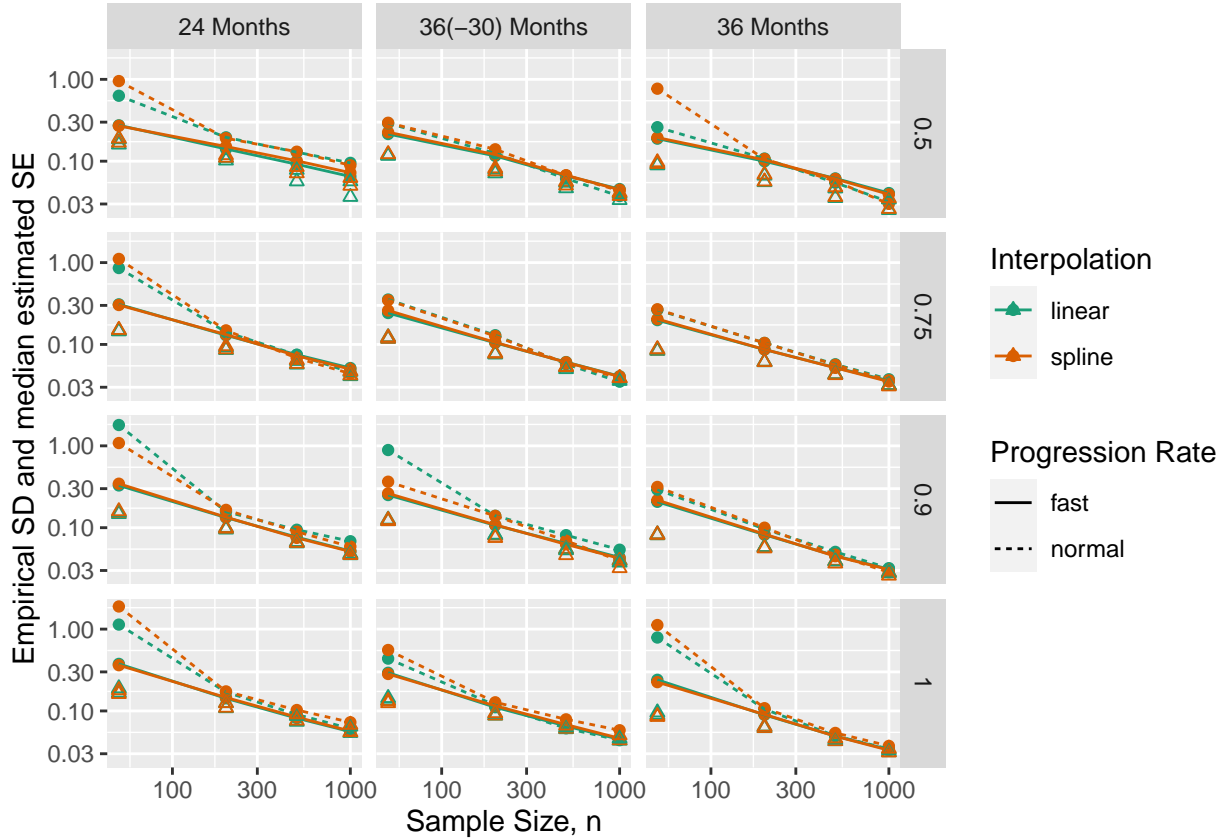 24 Months
36(−30) Months
36 Months
Empirical SD and median estimated SE
1.00
0.30
0.10
0.03
0.5
1.00
0.30
0.10
0.03
0.75
1.00
0.30
0.10
0.03
0.9
1.00
0.30
0.10
0.03
1
100
300
1000
100
300
1000
100
300
1000
Sample Size, n
Interpolation
linear
spline
Progression Rate
fast
normal